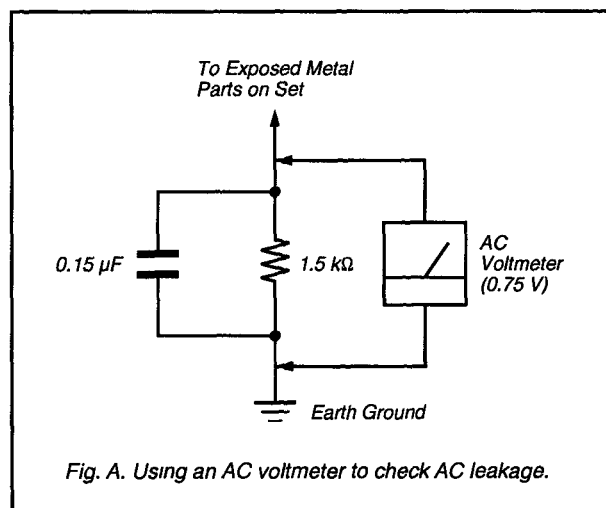 To Exposed Metal
Parts on Set
0.15 µF
1.5 kΩ
AC
Voltmeter
(0.75 V)
Earth Ground
Fig. A. Using an AC voltmeter to check AC leakage.